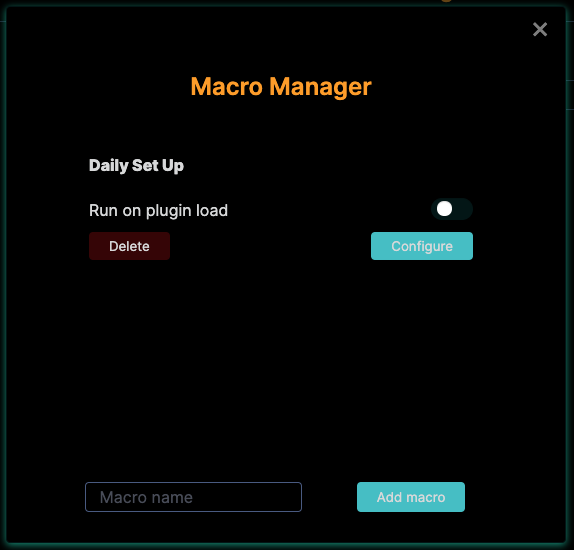 Macro Manager
Daily Set Up
Run on plugin load
Delete
Configure
Macro name
Add macro